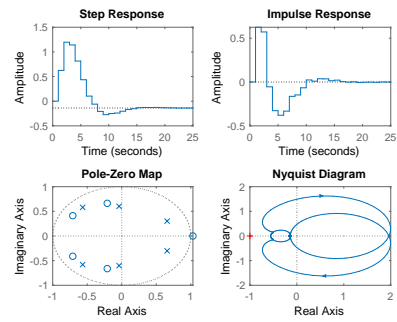 Step Response
Amplitude
1.5
1
0.5
0
-0.5
0 5 10 15 20 25
Time (seconds)
Impulse Response
Amplitude
0.5
0
-0.5
0 5 10 15 20 25
Time (seconds)
Pole-Zero Map
Imaginary Axis
1
0.5
0
-0.5
-1
-1 -0.5 0 0.5 1
Real Axis
Nyquist Diagram
Imaginary Axis
2
1
0
-1
-2
-1 0 1 2
Real Axis